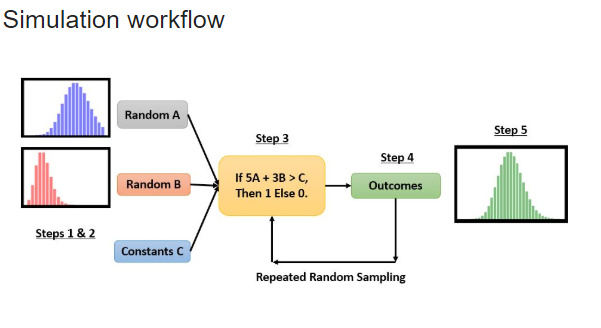 Simulation workflow
Random A
Random B
Constants C
Steps 1 & 2
Step 3
If 5A + 3B > C,
Then 1 Else 0.
Step 4
Outcomes
Step 5
Repeated Random Sampling